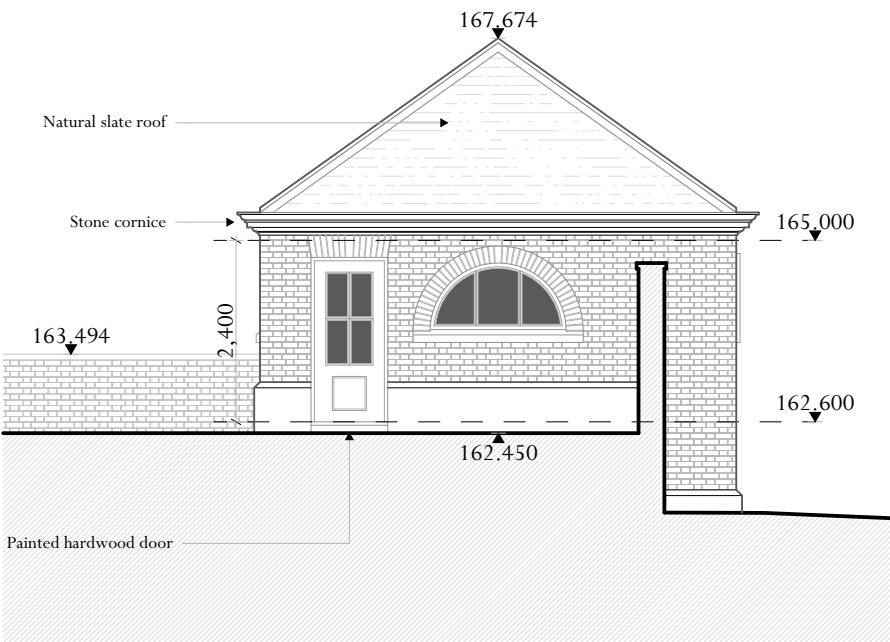 167.674
Natural slate roof
Stone cornice
165.000
2,400
163.494
162.600
162.450
Painted hardwood door